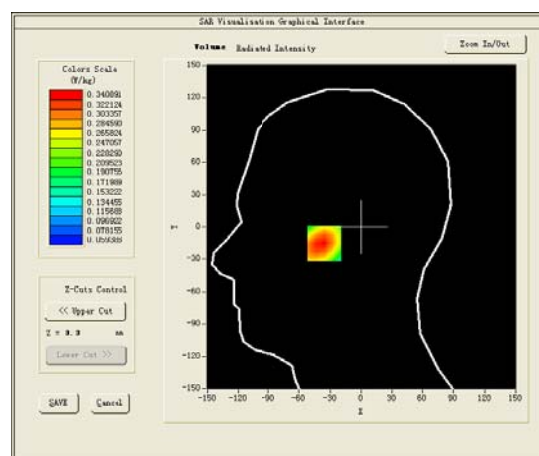 SAR Visualisation Graphical Interface
Volume Radiated Intensity
Zoom In/Out
Colors Scale
(W/kg)
0.340891
0.322124
0.303357
0.284590
0.265824
0.247057
0.228290
0.209523
0.190755
0.171989
0.153222
0.134455
0.115688
0.096922
0.078155
0.059388
Z-Cuts Control
<< Upper Cut
Z = 0.0 mm
Lower Cut >>
SAVE Cancel
150
120
90
60
30
0
-30
-60
-90
-120
-150
Y
-150 -120 -90 -60 -30 0 30 60 90 120 150
X